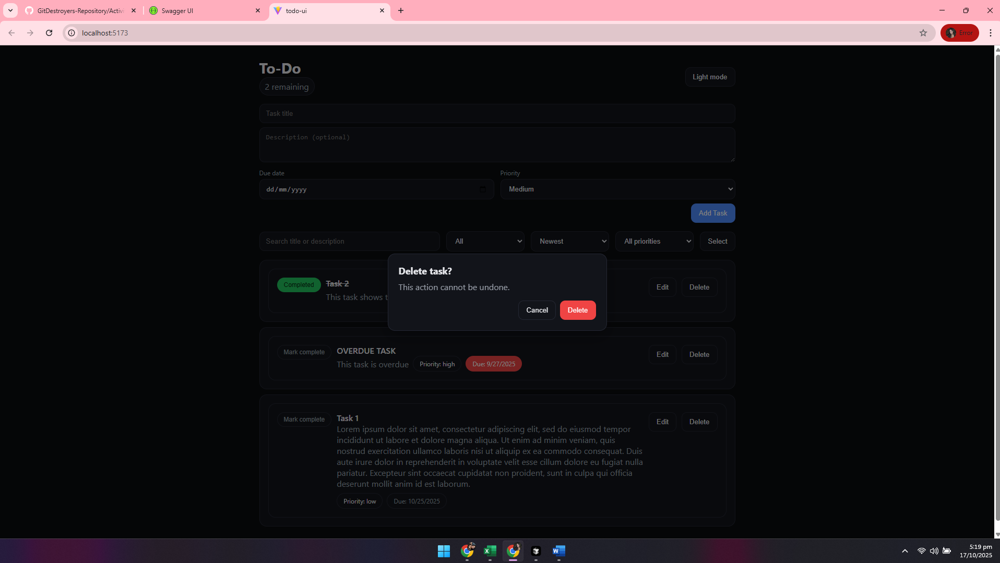 GitDestroyers-Repository/Activi
Swagger UI
todo-ui
localhost:5173
Error
To-Do
2 remaining
Light mode
Task title
Description (optional)
Due date
Priority
dd/mm/yyyy
Medium
Add Task
Search title or description
All
Newest
All priorities
Select
Delete task?
This action cannot be undone.
Cancel
Delete
Completed
Task 2
This task shows t
Edit
Delete
Mark complete
OVERDUE TASK
This task is overdue
Priority: high
Due: 9/27/2025
Edit
Delete
Mark complete
Task 1
Lorem ipsum dolor sit amet, consectetur adipiscing elit, sed do eiusmod tempor
incididunt ut labore et dolore magna aliqua. Ut enim ad minim veniam, quis
nostrud exercitation ullamco laboris nisi ut aliquip ex ea commodo consequat. Duis
aute irure dolor in reprehenderit in voluptate velit esse cillum dolore eu fugiat nulla
pariatur. Excepteur sint occaecat cupidatat non proident, sunt in culpa qui officia
deserunt mollit anim id est laborum.
Priority: low
Due: 10/25/2025
Edit
Delete
5:19 pm
17/10/2025